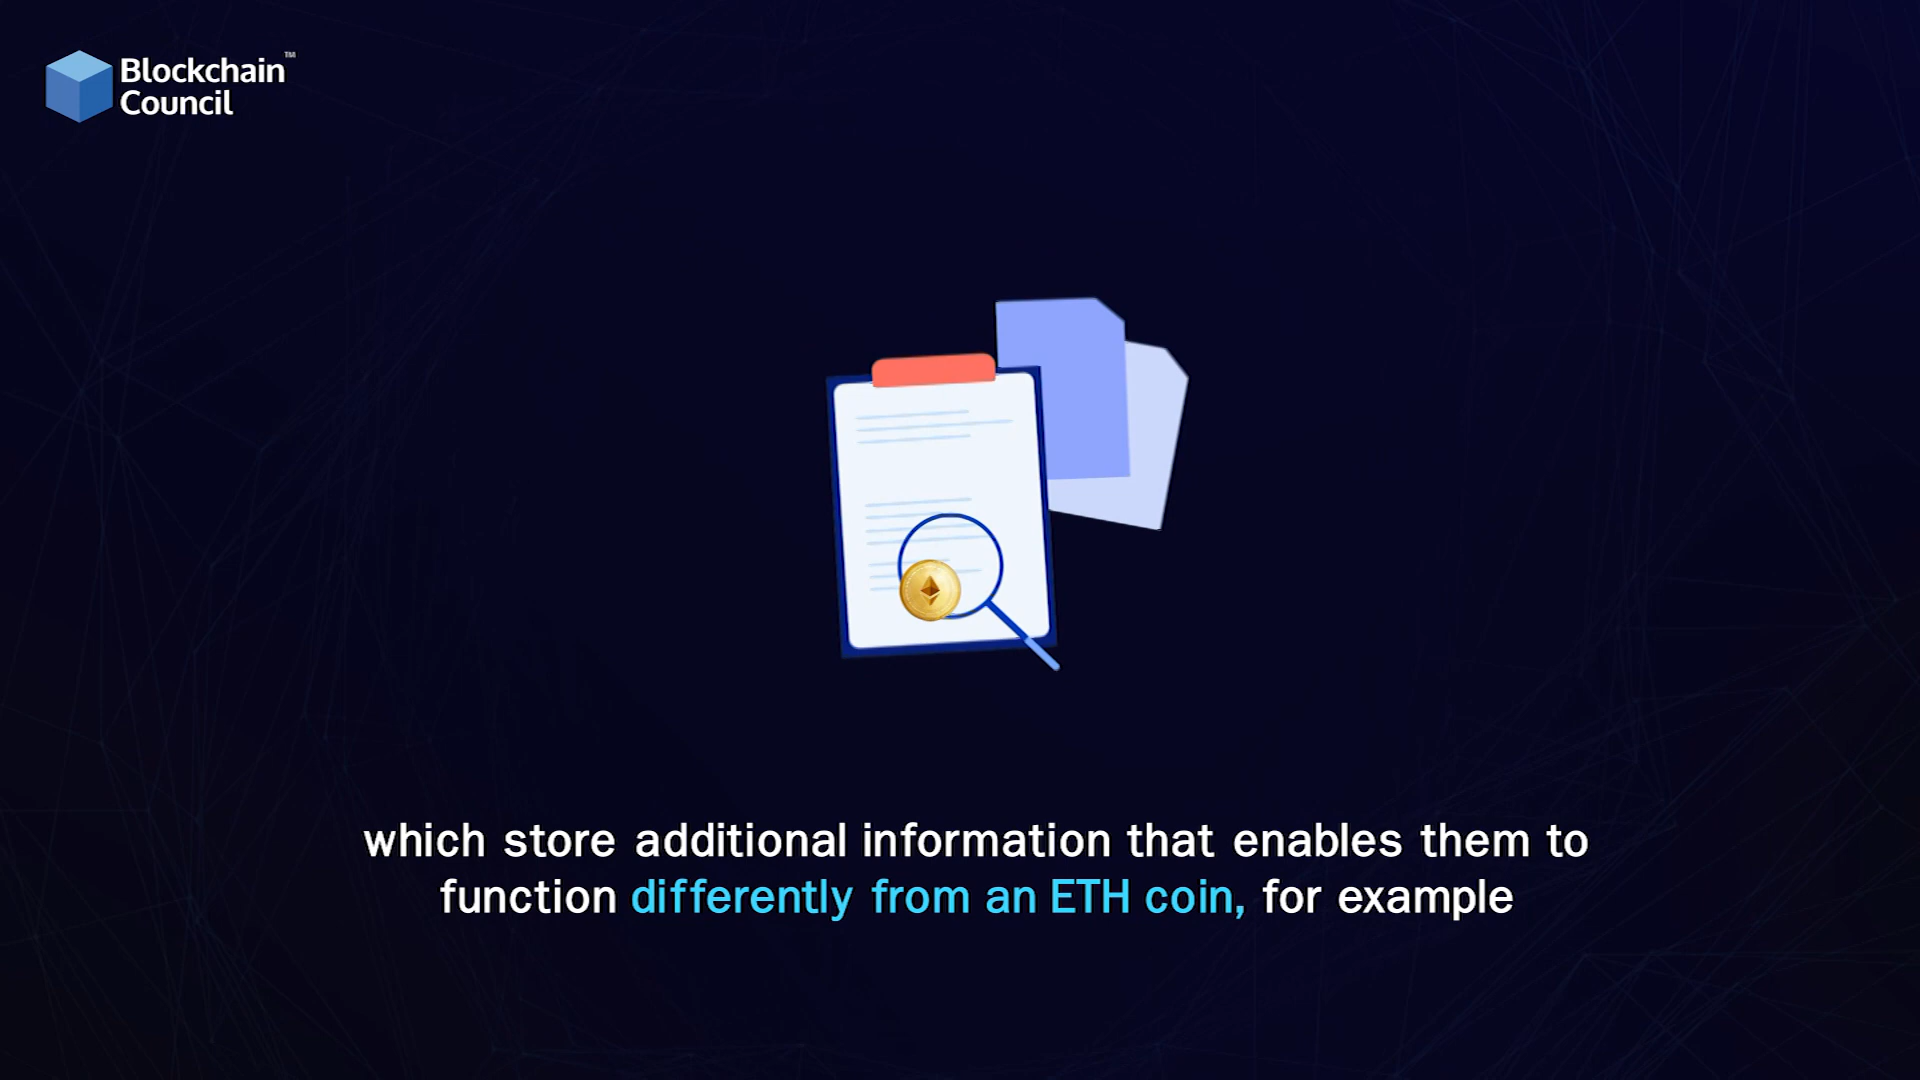 Blockchain™
Council
which store additional information that enables them to
function differently from an ETH coin, for example